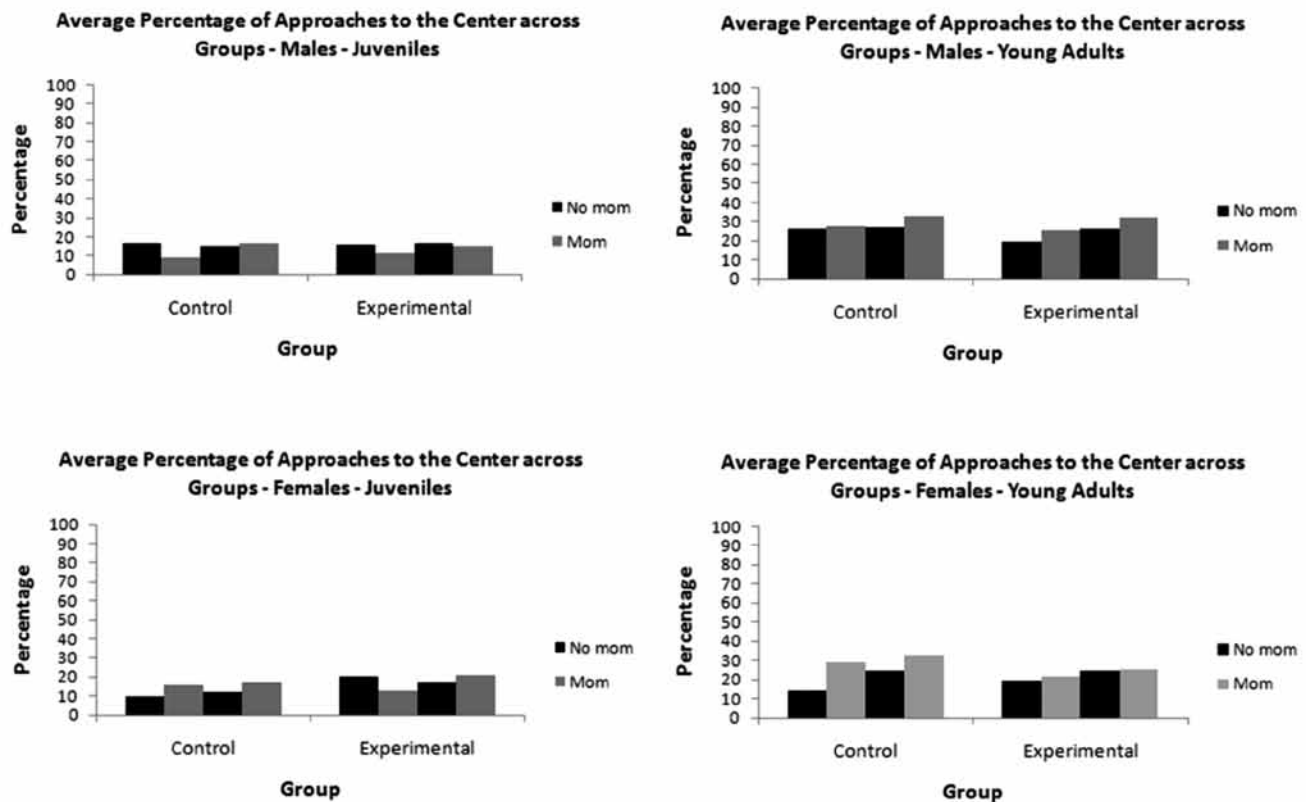 Average Percentage of Approaches to the Center across
Groups - Males - Juveniles
100
90
80
70
60
50
40
30
20
10
0
Percentage
Control
Experimental
Group
No mom
Mom
Average Percentage of Approaches to the Center across
Groups - Males - Young Adults
100
90
80
70
60
50
40
30
20
10
0
Percentage
Control
Experimental
Group
No mom
Mom
Average Percentage of Approaches to the Center across
Groups - Females - Juveniles
100
90
80
70
60
50
40
30
20
10
0
Percentage
Control
Experimental
Group
No mom
Mom
Average Percentage of Approaches to the Center across
Groups - Females - Young Adults
100
90
80
70
60
50
40
30
20
10
0
Percentage
Control
Experimental
Group
No mom
Mom